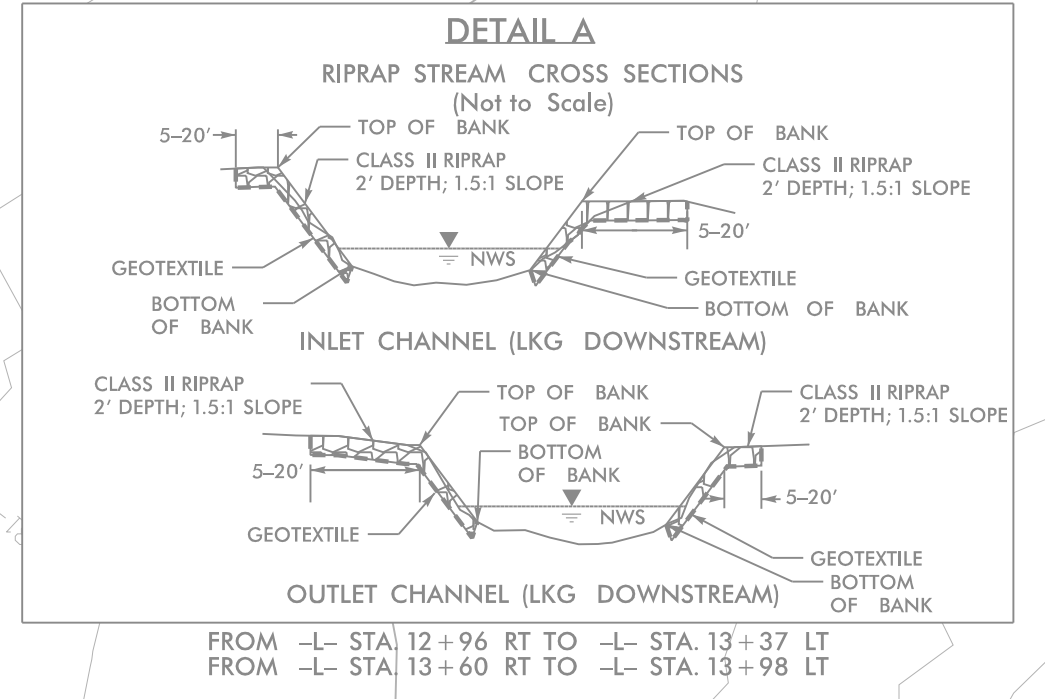 DETAIL A
RIPRAP STREAM CROSS SECTIONS
(Not to Scale)
5–20'
TOP OF BANK
CLASS II RIPRAP
2' DEPTH; 1.5:1 SLOPE
TOP OF BANK
CLASS II RIPRAP
2' DEPTH; 1.5:1 SLOPE
5–20'
NWS
GEOTEXTILE
GEOTEXTILE
BOTTOM
OF BANK
BOTTOM OF BANK
INLET CHANNEL (LKG DOWNSTREAM)
CLASS II RIPRAP
2' DEPTH; 1.5:1 SLOPE
TOP OF BANK
TOP OF BANK
CLASS II RIPRAP
2' DEPTH; 1.5:1 SLOPE
BOTTOM
OF BANK
5–20'
5–20'
NWS
GEOTEXTILE
GEOTEXTILE
BOTTOM
OF BANK
OUTLET CHANNEL (LKG DOWNSTREAM)
FROM –L– STA. 12+96 RT TO –L– STA. 13+37 LT
FROM –L– STA. 13+60 RT TO –L– STA. 13+98 LT